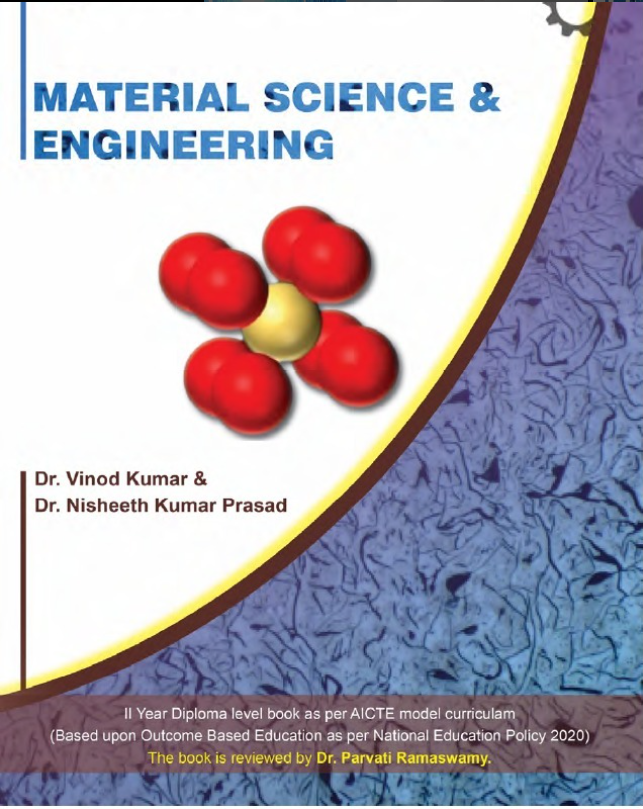 MATERIAL SCIENCE &
ENGINEERING
Dr. Vinod Kumar &
Dr. Nisheeth Kumar Prasad
II Year Diploma level book as per AICTE model curriculam
(Based upon Outcome Based Education as per National Education Policy 2020)
The book is reviewed by Dr. Parvati Ramaswamy.